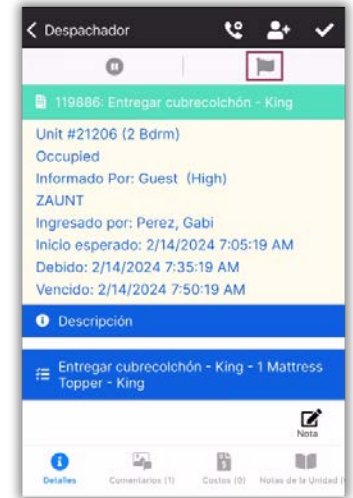 Despachador
119886: Entregar cubrecolchón - King
Unit #21206 (2 Bdrm)
Occupied
Informado Por: Guest (High)
ZAUNT
Ingresado por: Perez, Gabi
Inicio esperado: 2/14/2024 7:05:19 AM
Debido: 2/14/2024 7:35:19 AM
Vencido: 2/14/2024 7:50:19 AM
Descripción
Entregar cubrecolchón - King - 1 Mattress
Topper - King
Nota
Detalles Comentarios (1) Costos (0) Notas de la Unidad (